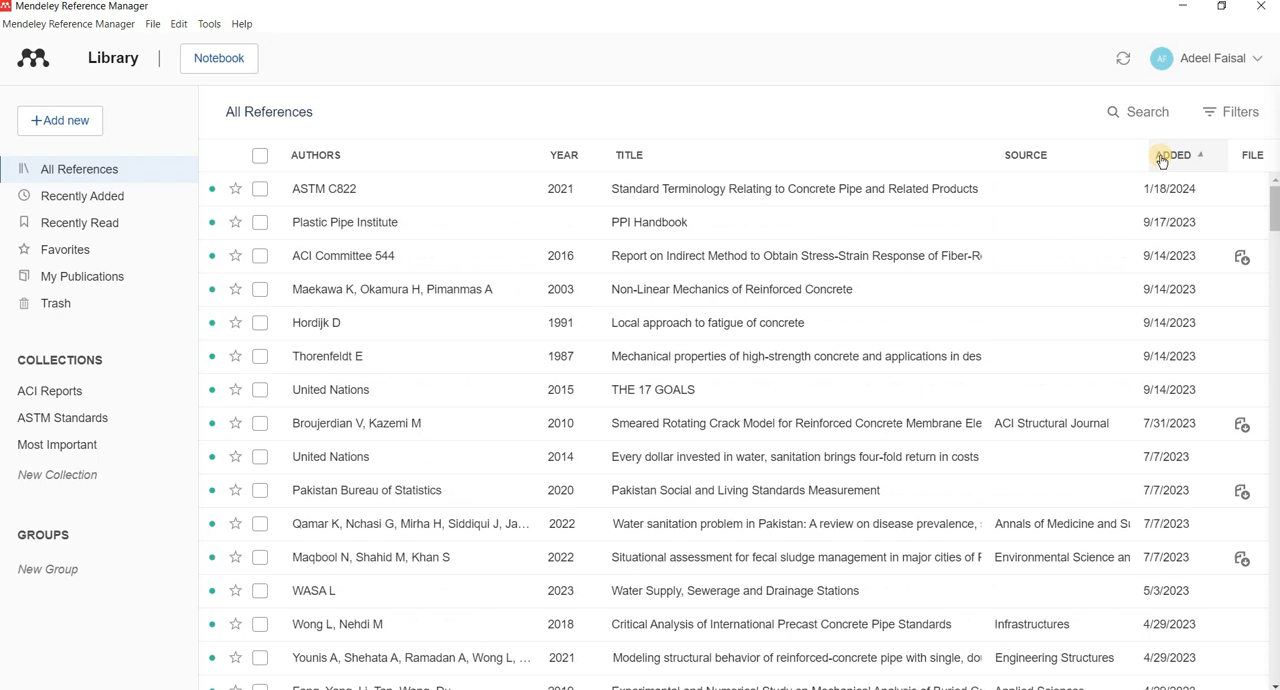 Mendeley Reference Manager
Mendeley Reference Manager File Edit Tools Help
Library | Notebook AF Adeel Faisal
+Add new All References Search Filters
AUTHORS YEAR TITLE SOURCE ADDED FILE
All References
Recently Added
Recently Read
Favorites
My Publications
Trash
COLLECTIONS
ACI Reports
ASTM Standards
Most Important
New Collection
GROUPS
New Group
ASTM C822 2021 Standard Terminology Relating to Concrete Pipe and Related Products 1/18/2024
Plastic Pipe Institute PPI Handbook 9/17/2023
ACI Committee 544 2016 Report on Indirect Method to Obtain Stress-Strain Response of Fiber-R 9/14/2023
Maekawa K, Okamura H, Pimanmas A 2003 Non-Linear Mechanics of Reinforced Concrete 9/14/2023
Hordijk D 1991 Local approach to fatigue of concrete 9/14/2023
Thorenfeldt E 1987 Mechanical properties of high-strength concrete and applications in des 9/14/2023
United Nations 2015 THE 17 GOALS 9/14/2023
Broujerdian V, Kazemi M 2010 Smeared Rotating Crack Model for Reinforced Concrete Membrane Ele ACI Structural Journal 7/31/2023
United Nations 2014 Every dollar invested in water, sanitation brings four-fold return in costs 7/7/2023
Pakistan Bureau of Statistics 2020 Pakistan Social and Living Standards Measurement 7/7/2023
Qamar K, Nchasi G, Mirha H, Siddiqui J, Ja... 2022 Water sanitation problem in Pakistan: A review on disease prevalence, Annals of Medicine and Su 7/7/2023
Maqbool N, Shahid M, Khan S 2022 Situational assessment for fecal sludge management in major cities of Environmental Science an 7/7/2023
WASA L 2023 Water Supply, Sewerage and Drainage Stations 5/3/2023
Wong L, Nehdi M 2018 Critical Analysis of International Precast Concrete Pipe Standards Infrastructures 4/29/2023
Younis A, Shehata A, Ramadan A, Wong L, ... 2021 Modeling structural behavior of reinforced-concrete pipe with single, do Engineering Structures 4/29/2023